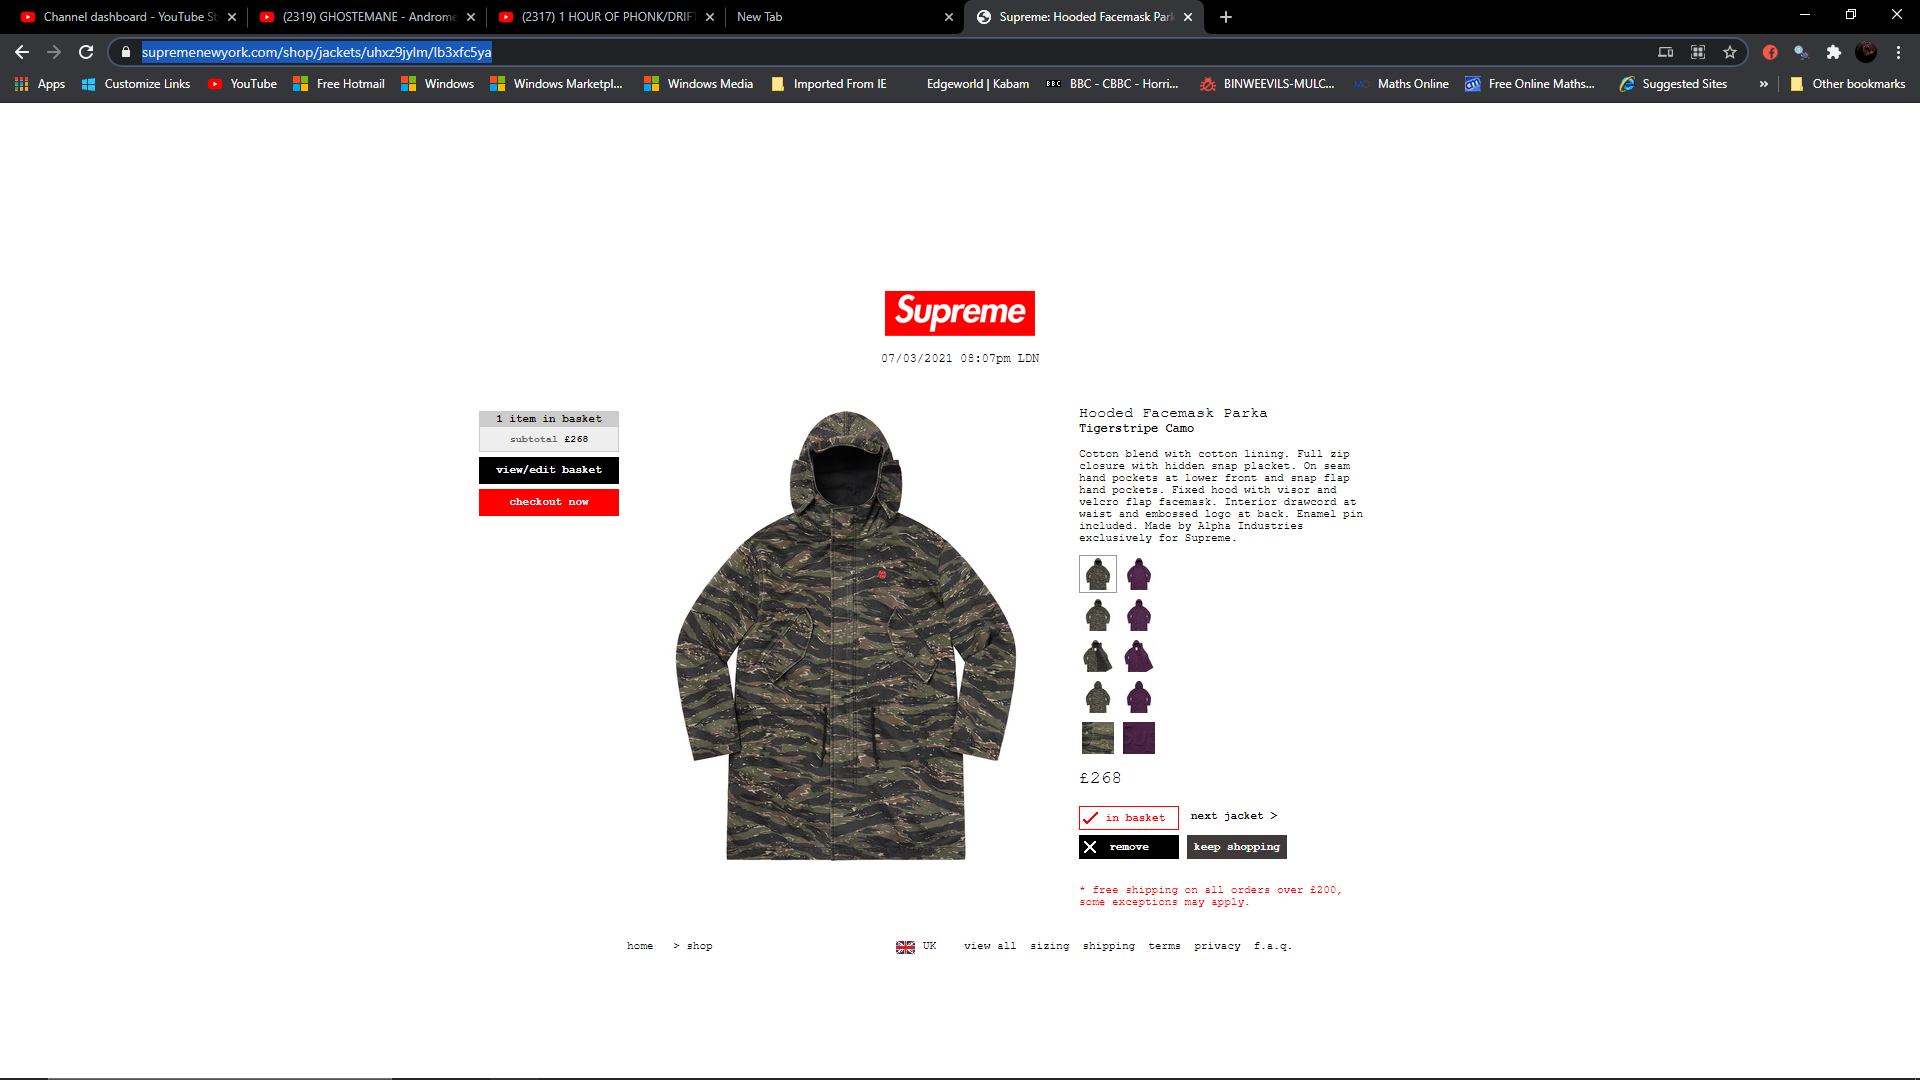 Channel dashboard - YouTube St
(2319) GHOSTEMANE - Androme
(2317) 1 HOUR OF PHONK/DRIF
New Tab
Supreme: Hooded Facemask Park
supremenewyork.com/shop/jackets/uhxz9jylm/lb3xfc5ya
Apps
Customize Links
YouTube
Free Hotmail
Windows
Windows Marketpl...
Windows Media
Imported From IE
Edgeworld | Kabam
BBC
BBC - CBBC - Horri...
BINWEEVILS-MULC...
Maths Online
Free Online Maths...
Suggested Sites
»
Other bookmarks
Supreme
07/03/2021 08:07pm LDN
1 item in basket
subtotal £268
view/edit basket
checkout now
Hooded Facemask Parka
Tigerstripe Camo
Cotton blend with cotton lining. Full zip
closure with hidden snap placket. On seam
hand pockets at lower front and snap flap
hand pockets. Fixed hood with visor and
velcro flap facemask. Interior drawcord at
waist and embossed logo at back. Enamel pin
included. Made by Alpha Industries
exclusively for Supreme.
£268
in basket
next jacket >
remove
keep shopping
* free shipping on all orders over £200,
some exceptions may apply.
home > shop
UK view all sizing shipping terms privacy f.a.q.